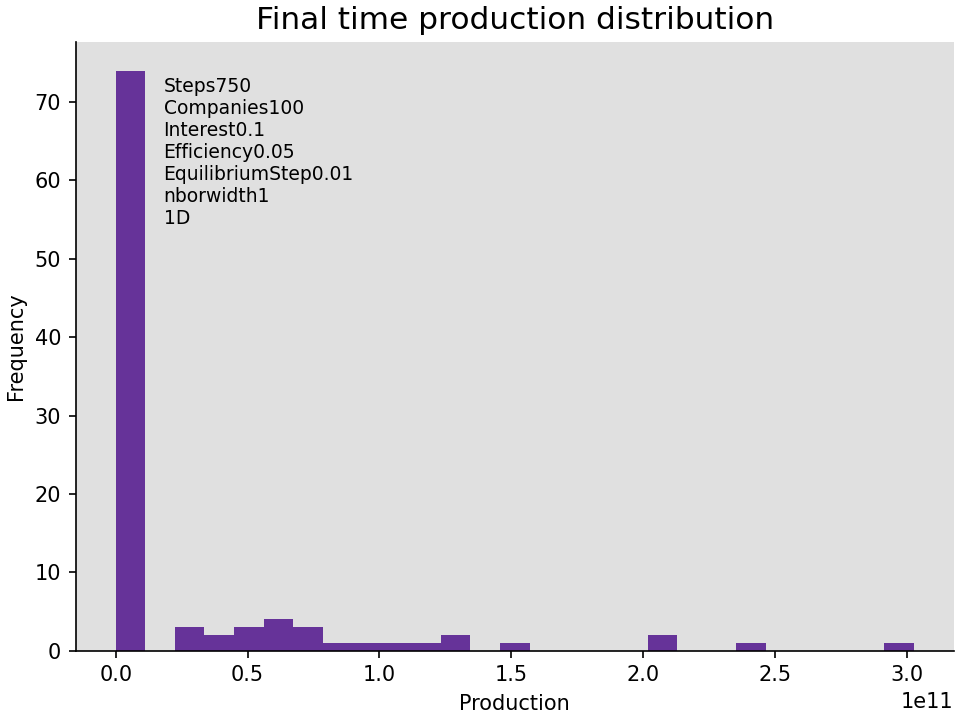 Final time production distribution
Steps750
Companies100
Interest0.1
Efficiency0.05
EquilibriumStep0.01
nborwidth1
1D
Frequency
70
60
50
40
30
20
10
0
0.0 0.5 1.0 1.5 2.0 2.5 3.0
1e11
Production